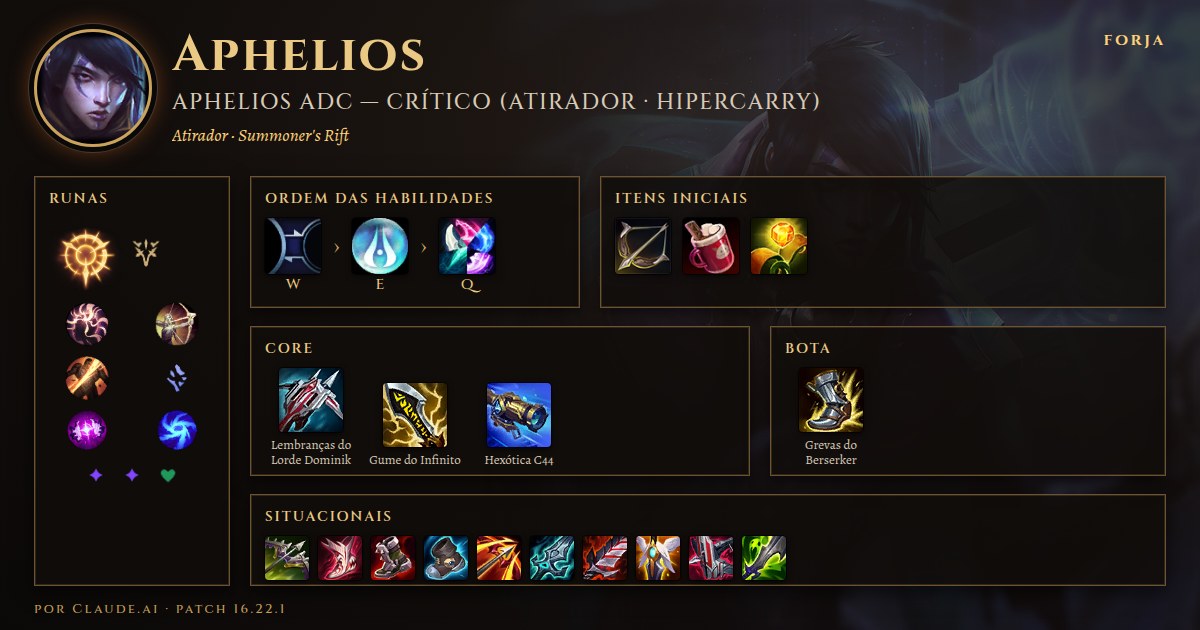 APHELIOS
FORJA
APHELIOS ADC — CRÍTICO (ATIRADOR · HIPERCARRY)
Atirador · Summoner's Rift
RUNAS
ORDEM DAS HABILIDADES
W › E › Q
ITENS INICIAIS
CORE
Lembranças do
Lorde Dominik
Gume do Infinito
Hexótica C44
BOTA
Grevas do
Berserker
SITUACIONAIS
POR CLAUDE.AI · PATCH 16.22.1